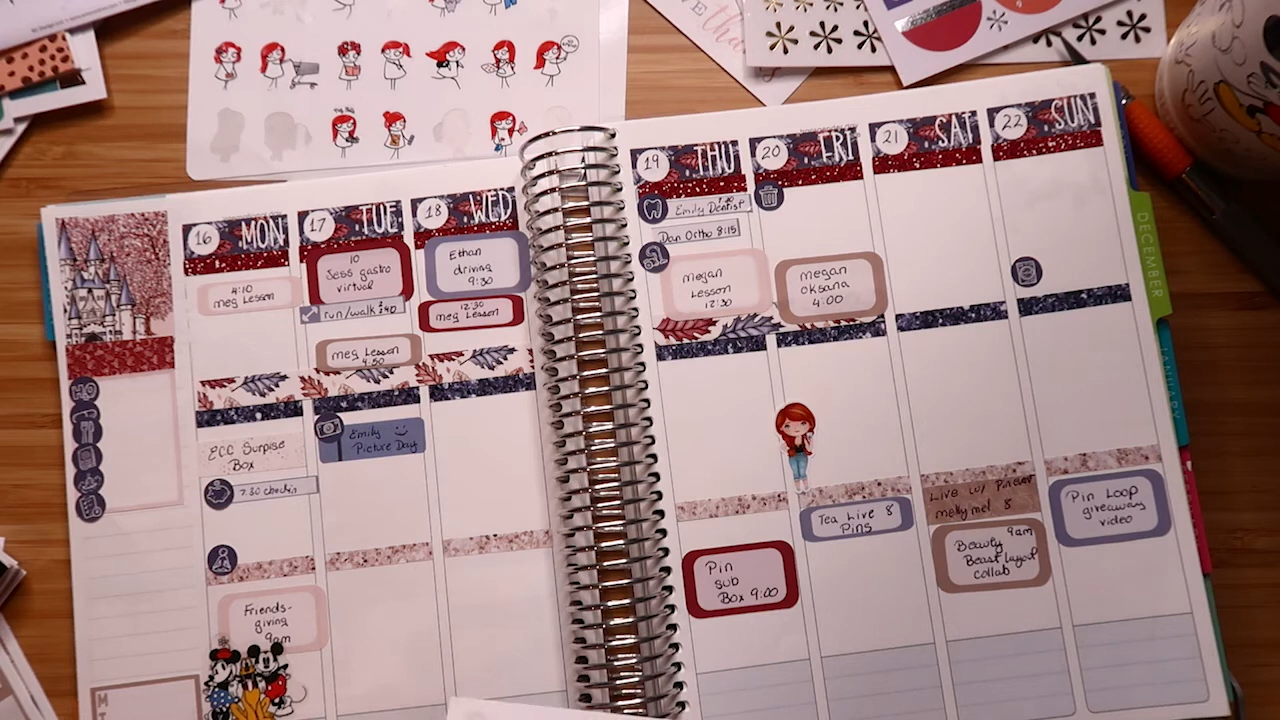 16 MON
4:10
meg Lesson
ECC Surprise
Box
7:30 checkin
Friends-
giving
9am
17 TUE
10
Jess gastro
virtual
run/walk
meg Lesson
4:50
Emily
Picture Day
18 WED
Ethan
driving
9:30
12:30
meg Lesson
19 THU
Emily Dentist
Dan Ortho 8:15
megan
Lesson
12:30
Pin
Sub
Box 9:00
20 FRI
megan
oksana
4:00
Tea Live 8
Pins
21 SAT
Live w/ Pinever
mellymel 8
Beauty 9am
Beast layout
collab
22 SUN
Pin Loop
giveaway
video
DECEMBER
JANUARY